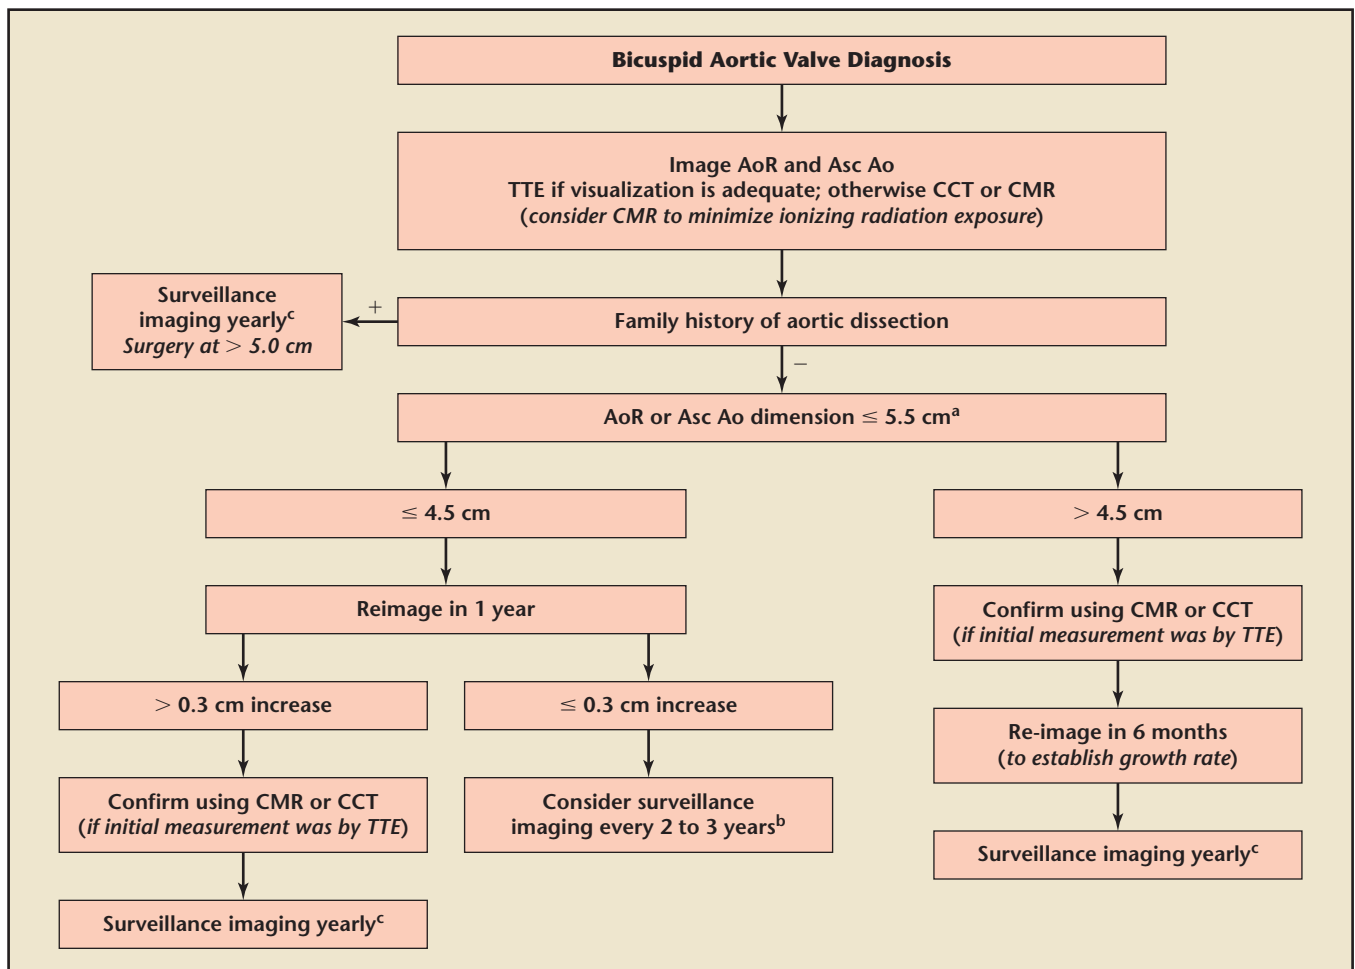 Bicuspid Aortic Valve Diagnosis
Image AoR and Asc Ao
TTE if visualization is adequate; otherwise CCT or CMR
(consider CMR to minimize ionizing radiation exposure)
Surveillance
imaging yearlyᶜ
Surgery at > 5.0 cm
+
Family history of aortic dissection
−
AoR or Asc Ao dimension ≤ 5.5 cmᵃ
≤ 4.5 cm
> 4.5 cm
Reimage in 1 year
Confirm using CMR or CCT
(if initial measurement was by TTE)
> 0.3 cm increase
≤ 0.3 cm increase
Re-image in 6 months
(to establish growth rate)
Confirm using CMR or CCT
(if initial measurement was by TTE)
Consider surveillance
imaging every 2 to 3 yearsᵇ
Surveillance imaging yearlyᶜ
Surveillance imaging yearlyᶜ